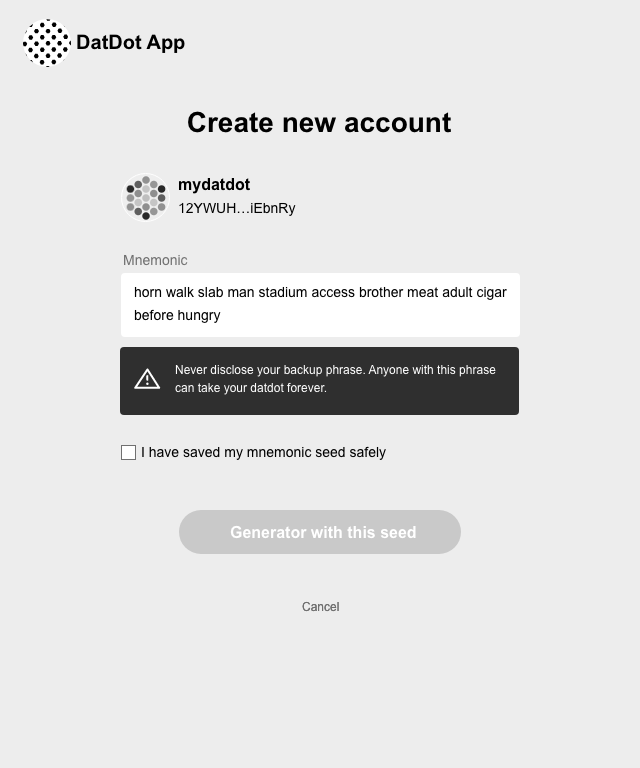 DatDot App
Create new account
mydatdot
12YWUH…iEbnRy
Mnemonic
horn walk slab man stadium access brother meat adult cigar
before hungry
Never disclose your backup phrase. Anyone with this phrase
can take your datdot forever.
I have saved my mnemonic seed safely
Generator with this seed
Cancel